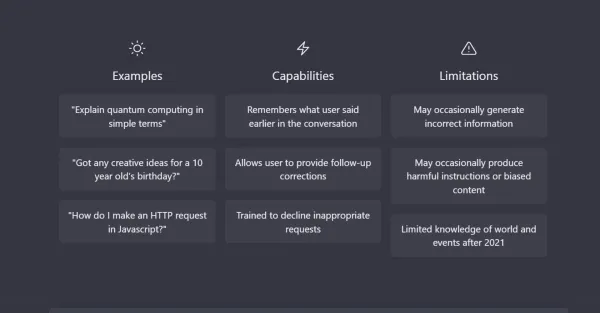 Examples
"Explain quantum computing in
simple terms"
"Got any creative ideas for a 10
year old's birthday?"
"How do I make an HTTP request
in Javascript?"
Capabilities
Remembers what user said
earlier in the conversation
Allows user to provide follow-up
corrections
Trained to decline inappropriate
requests
Limitations
May occasionally generate
incorrect information
May occasionally produce
harmful instructions or biased
content
Limited knowledge of world and
events after 2021